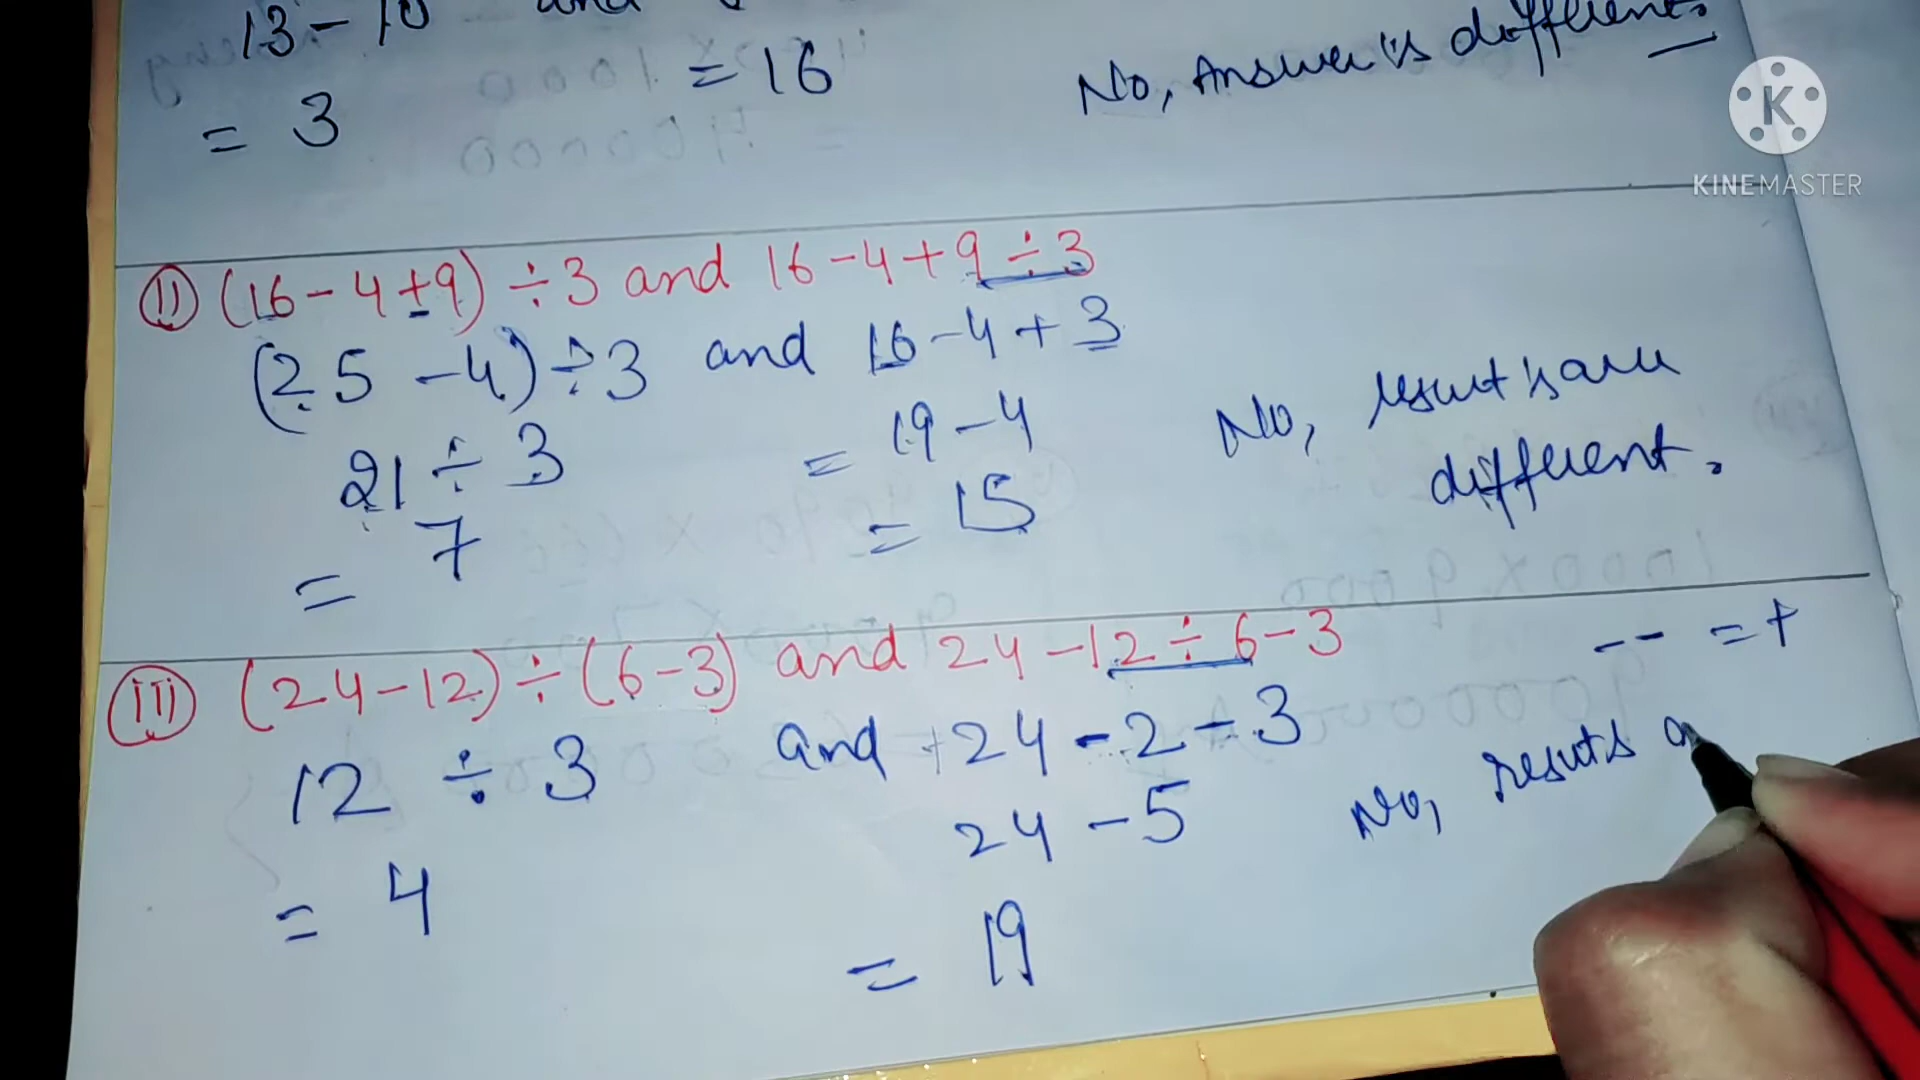 13-10 and
= 3
= 16
No, Answer is different.
KINEMASTER
(ii) (16-4+9) ÷3 and 16-4+9÷3
(25-4)÷3 and 16-4+3
21÷3
= 19-4
= 7
= 15
No, result's are
different.
(iii) (24-12)÷(6-3) and 24-12÷6-3
-- = +
12 ÷ 3 and +24-2-3
24-5
= 4
= 19
No, results a